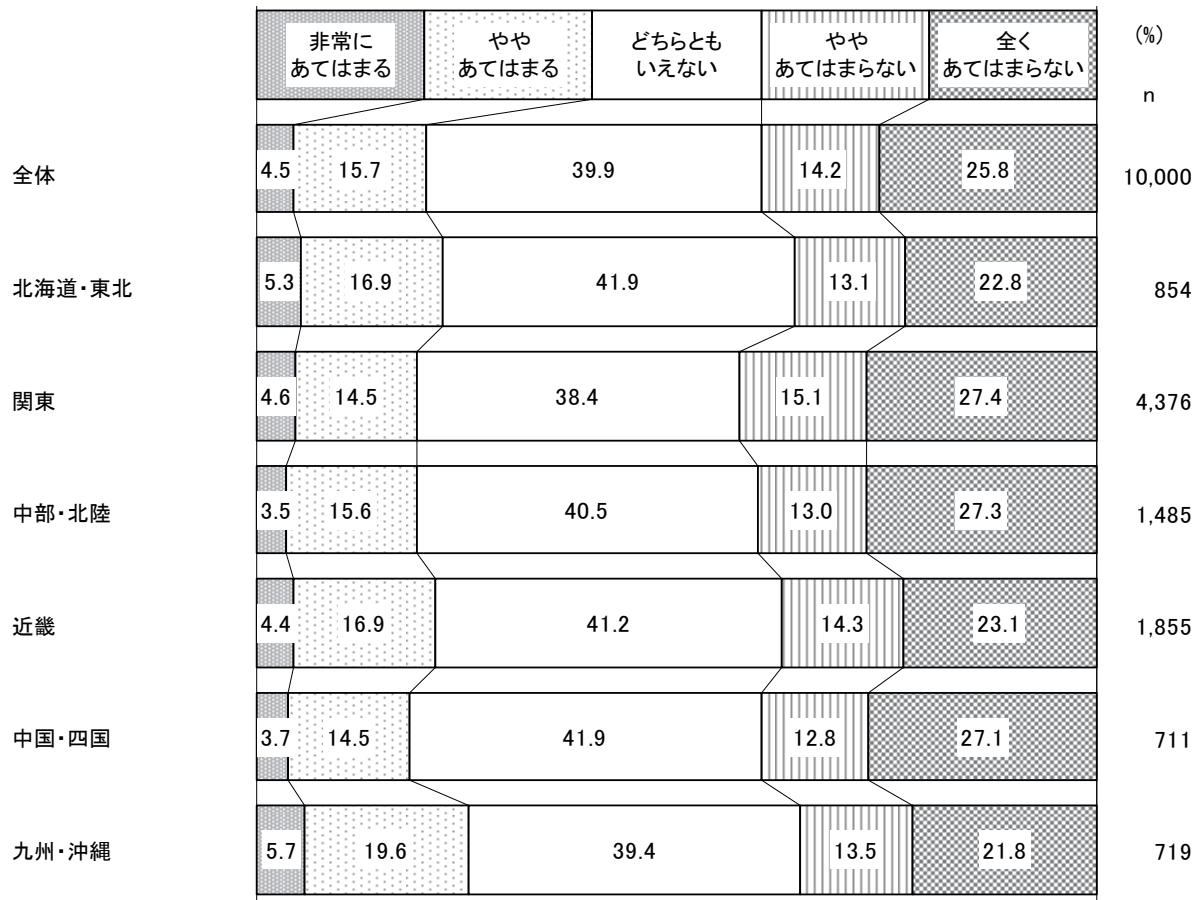 非常に
あてはまる
やや
あてはまる
どちらとも
いえない
やや
あてはまらない
全く
あてはまらない
(%)
n
全体 4.5 15.7 39.9 14.2 25.8 10,000
北海道・東北 5.3 16.9 41.9 13.1 22.8 854
関東 4.6 14.5 38.4 15.1 27.4 4,376
中部・北陸 3.5 15.6 40.5 13.0 27.3 1,485
近畿 4.4 16.9 41.2 14.3 23.1 1,855
中国・四国 3.7 14.5 41.9 12.8 27.1 711
九州・沖縄 5.7 19.6 39.4 13.5 21.8 719